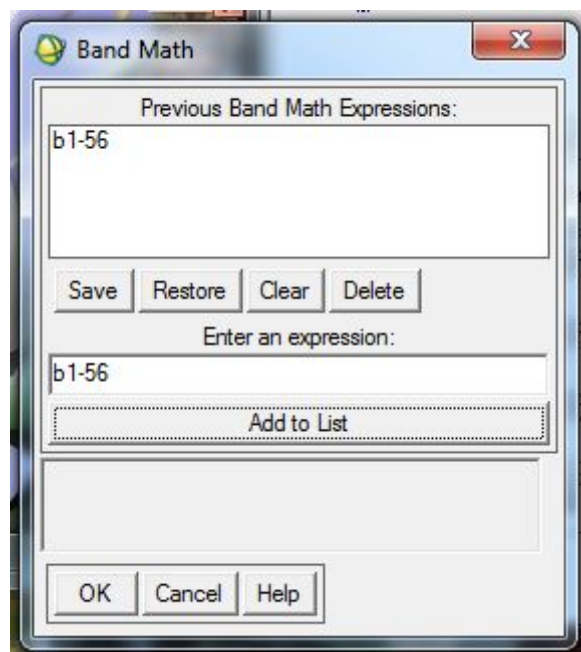 Band Math
Previous Band Math Expressions:
b1-56
Save Restore Clear Delete
Enter an expression:
b1-56
Add to List
OK Cancel Help